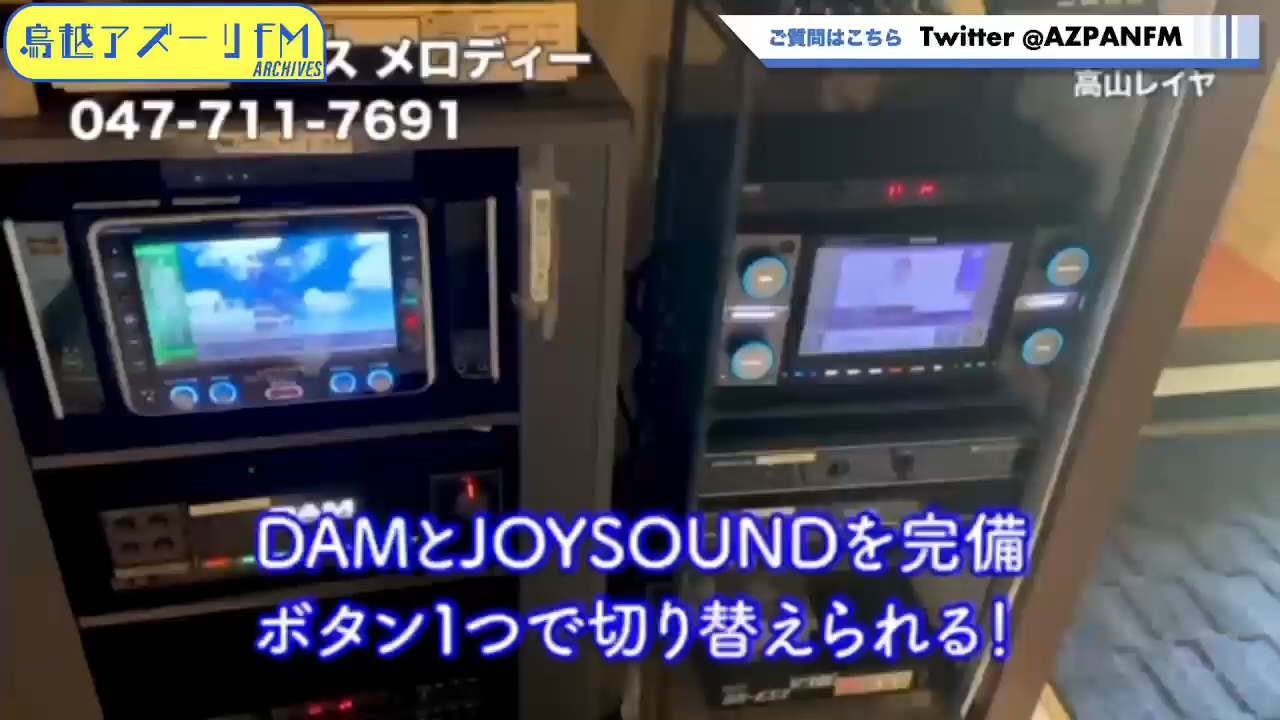 鳥越アズーリFM
ARCHIVES
ス メロディー
047-711-7691
ご質問はこちら Twitter @AZPANFM
高山レイヤ
DAM
DAMとJOYSOUNDを完備
ボタン1つで切り替えられる!